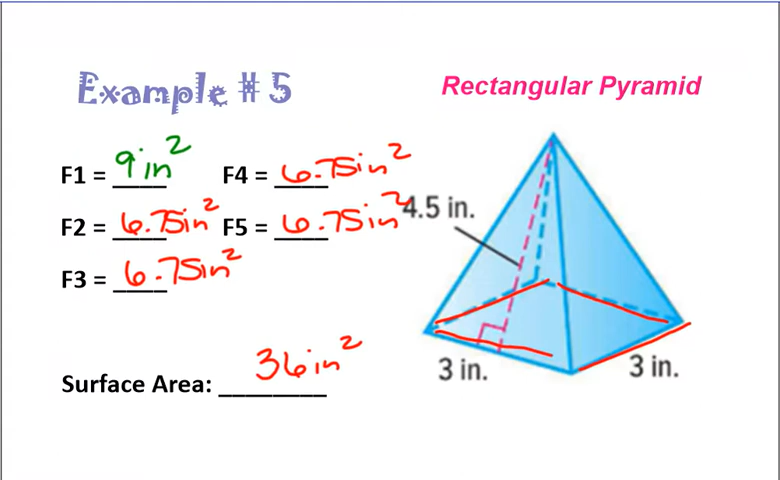 Example # 5
Rectangular Pyramid
F1 = 9 in²
F4 = 6.75 in²
F2 = 6.75 in²
F5 = 6.75 in²
F3 = 6.75 in²
Surface Area: 36 in²
4.5 in.
3 in.
3 in.